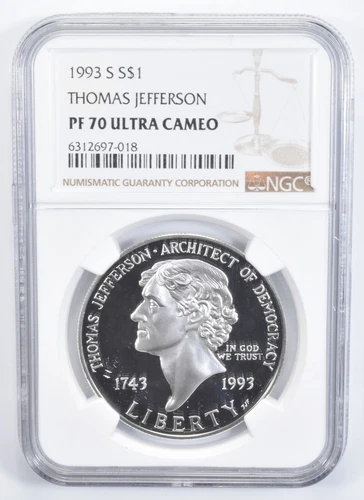 1993 S S$1
THOMAS JEFFERSON
PF 70 ULTRA CAMEO
6312697-018
NUMISMATIC GUARANTY CORPORATION
NGC®
THOMAS JEFFERSON · ARCHITECT OF DEMOCRACY
IN GOD
WE TRUST
1743 1993
LIBERTY